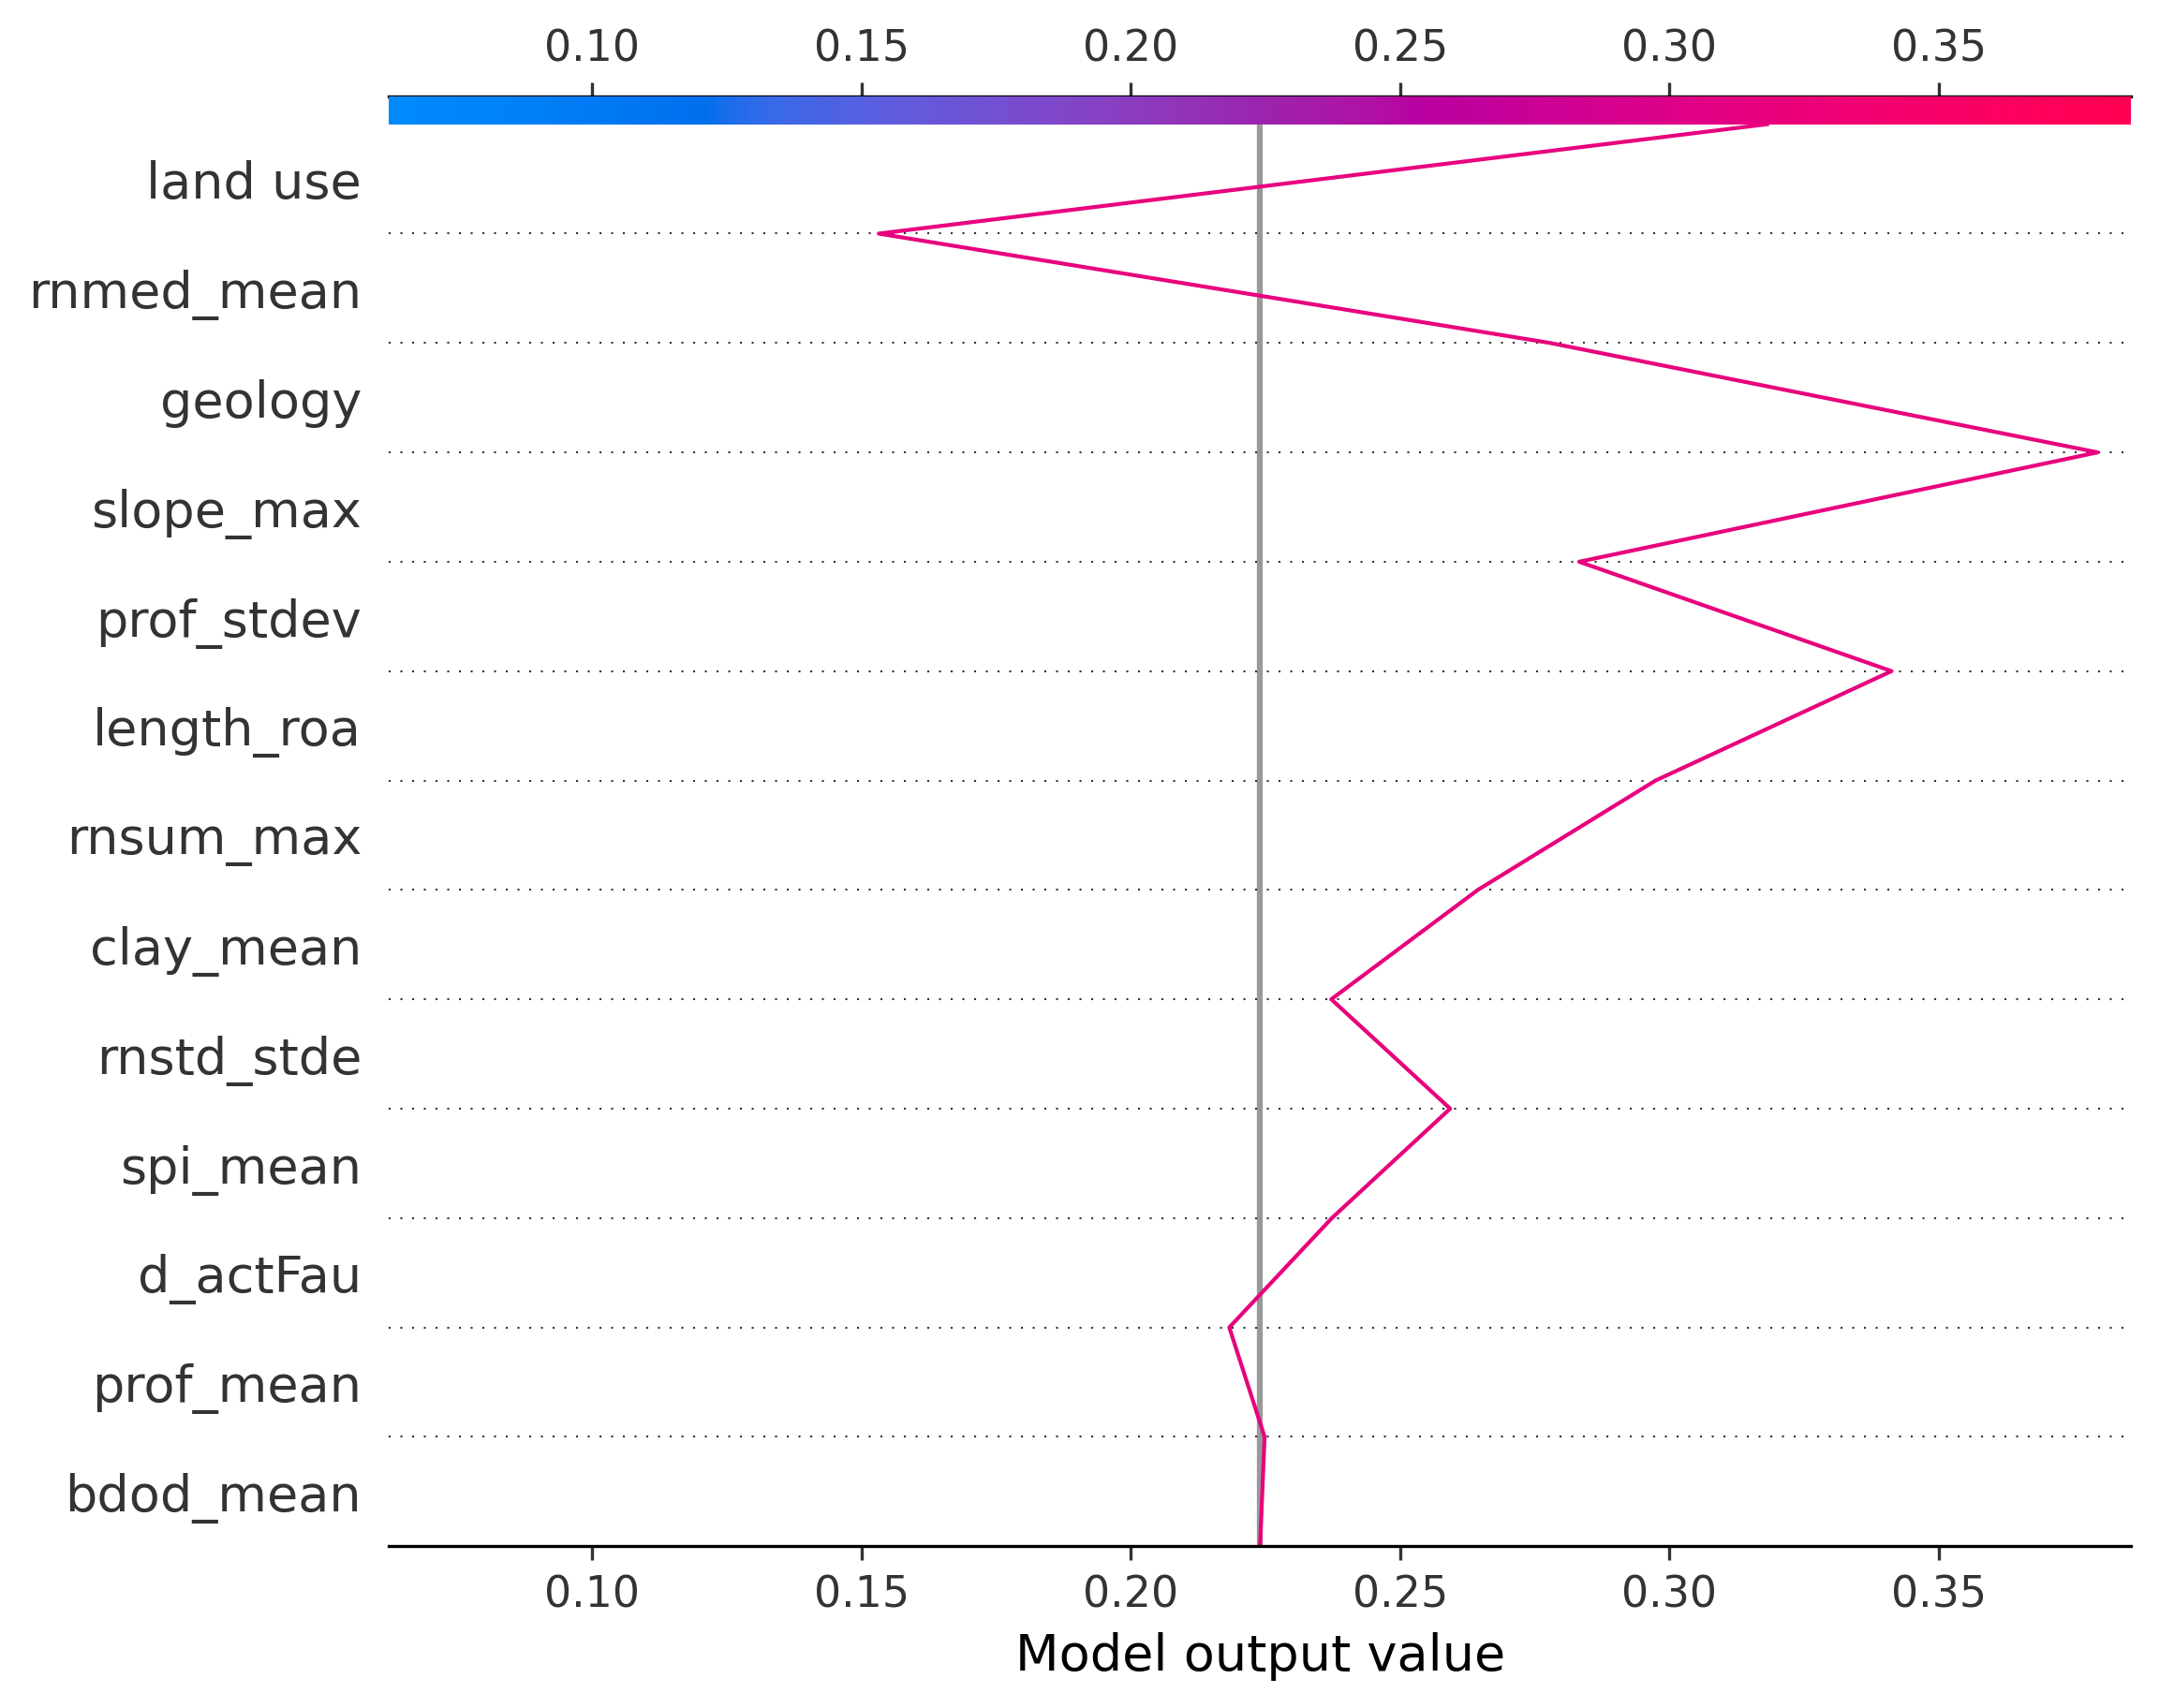 0.10 0.15 0.20 0.25 0.30 0.35
land use
rnmed_mean
geology
slope_max
prof_stdev
length_roa
rnsum_max
clay_mean
rnstd_stde
spi_mean
d_actFau
prof_mean
bdod_mean
0.10 0.15 0.20 0.25 0.30 0.35
Model output value